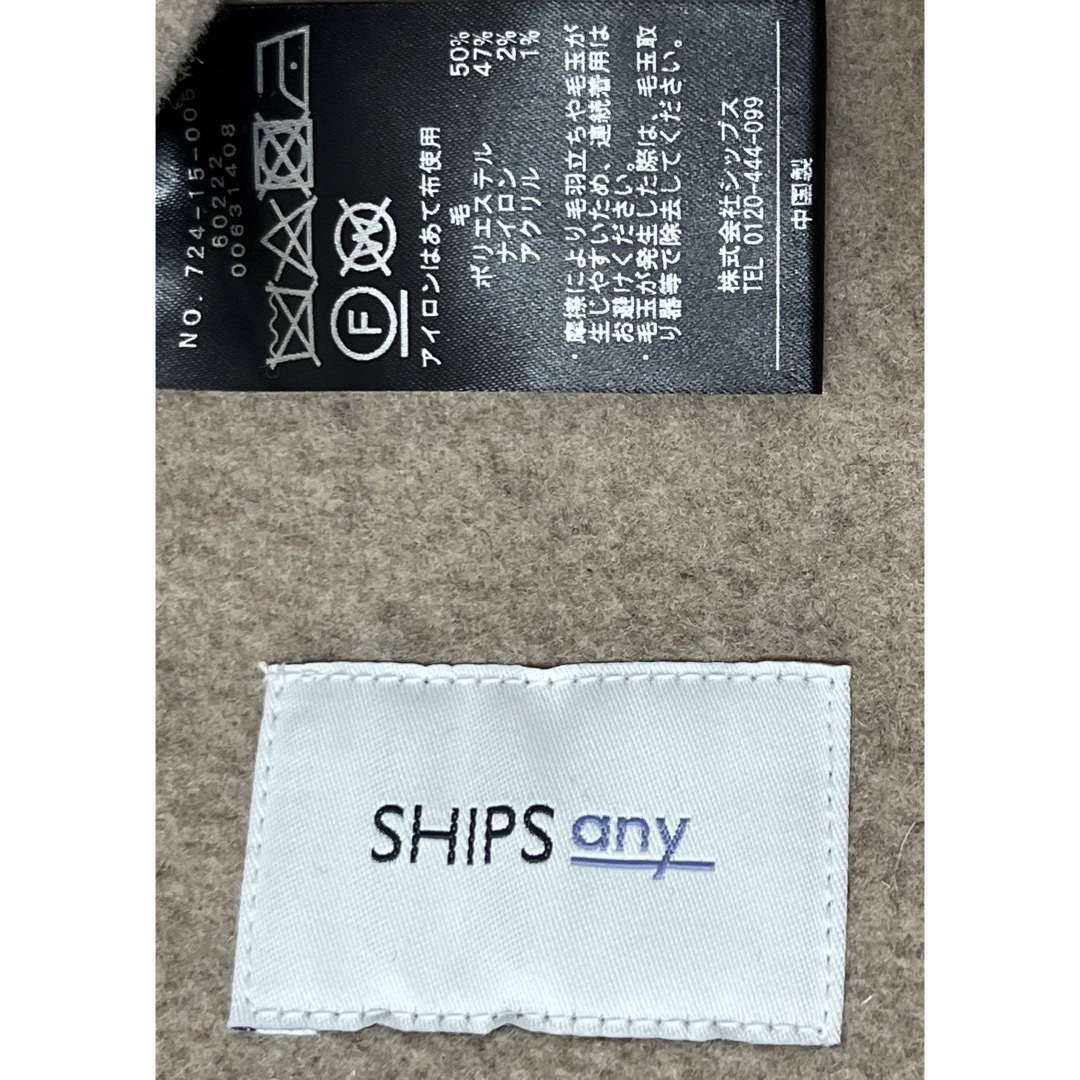 NO. 724-15-005
60222
00631408
F
W
アイロンはあて布使用
毛 50%
ポリエステル 47%
ナイロン 2%
アクリル 1%
・摩擦により毛羽立ちや毛玉が
生じやすいため、連続着用は
お避けください。
・毛玉が発生した際は、毛玉取
り器等で除去してください。
株式会社シップス
TEL 0120-444-099
中国製
SHIPS any